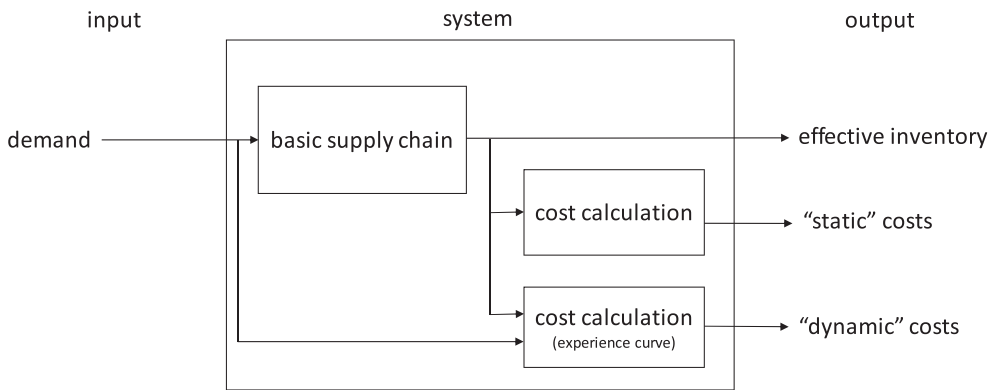 input
system
output
demand
basic supply chain
effective inventory
cost calculation
“static” costs
cost calculation
(experience curve)
“dynamic” costs